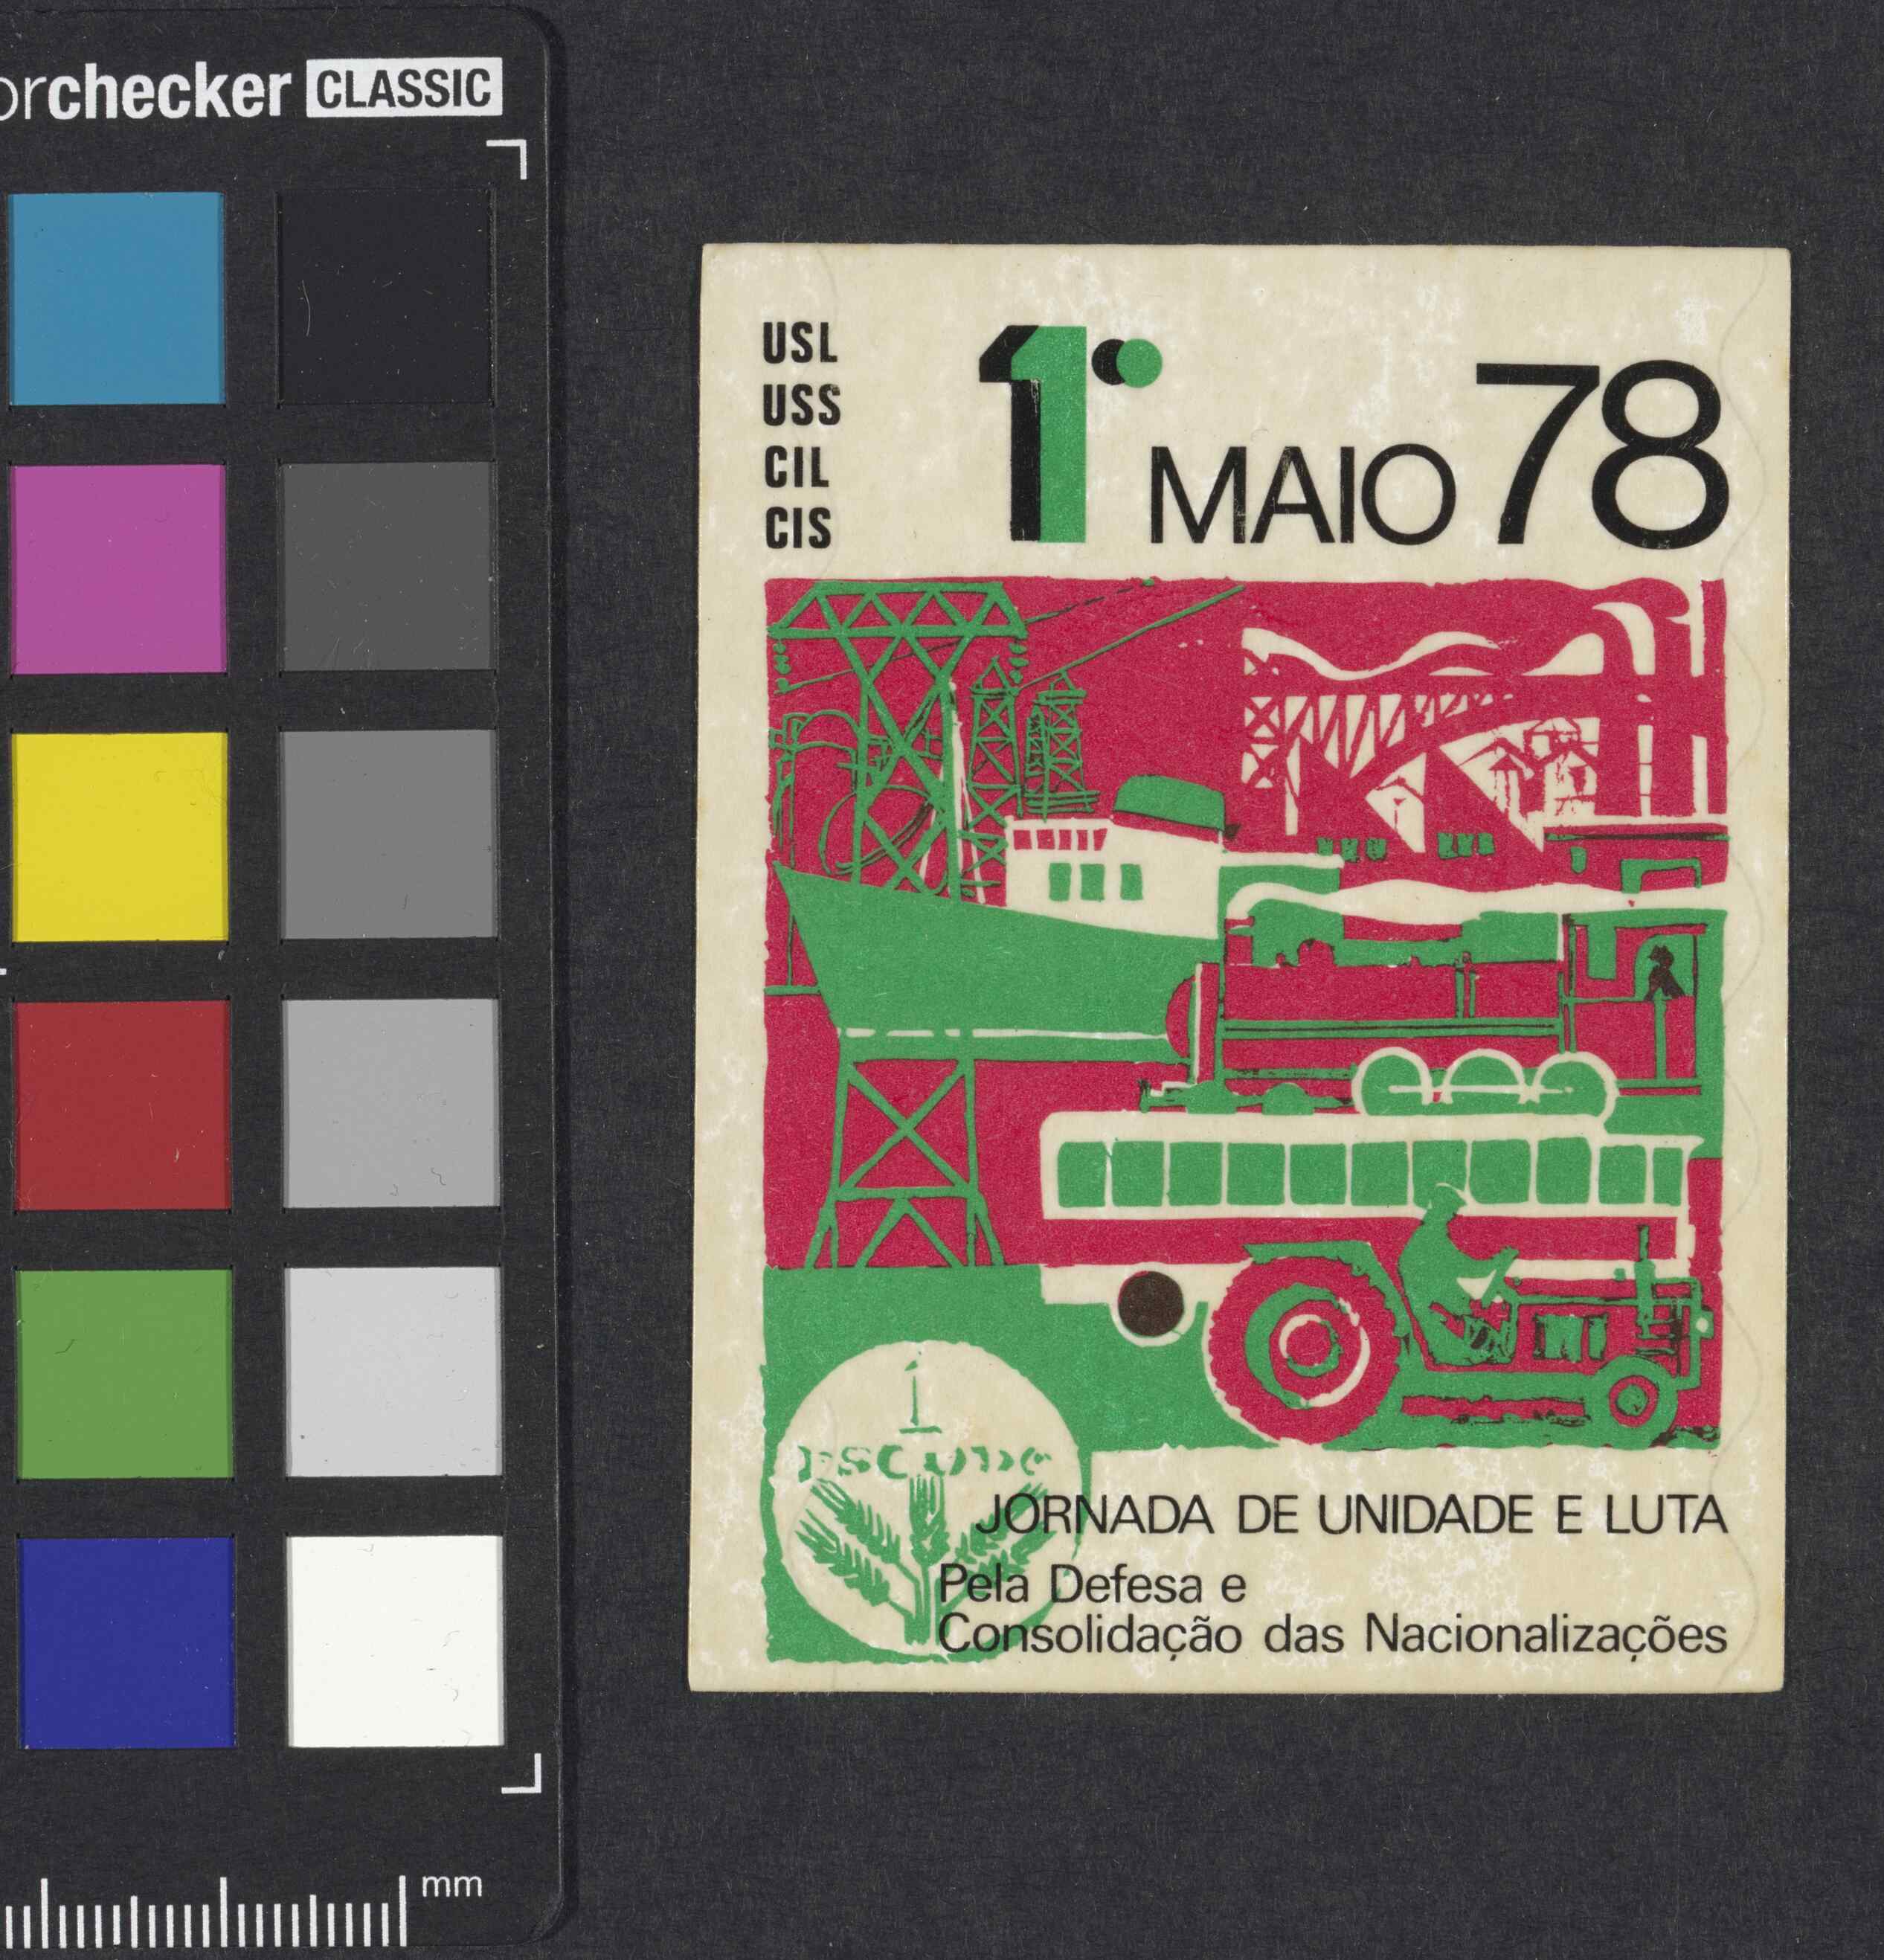 orchecker CLASSIC
USL
USS
CIL
CIS
1° MAIO 78
1
ESCUDO
JORNADA DE UNIDADE E LUTA
Pela Defesa e
Consolidação das Nacionalizações
mm